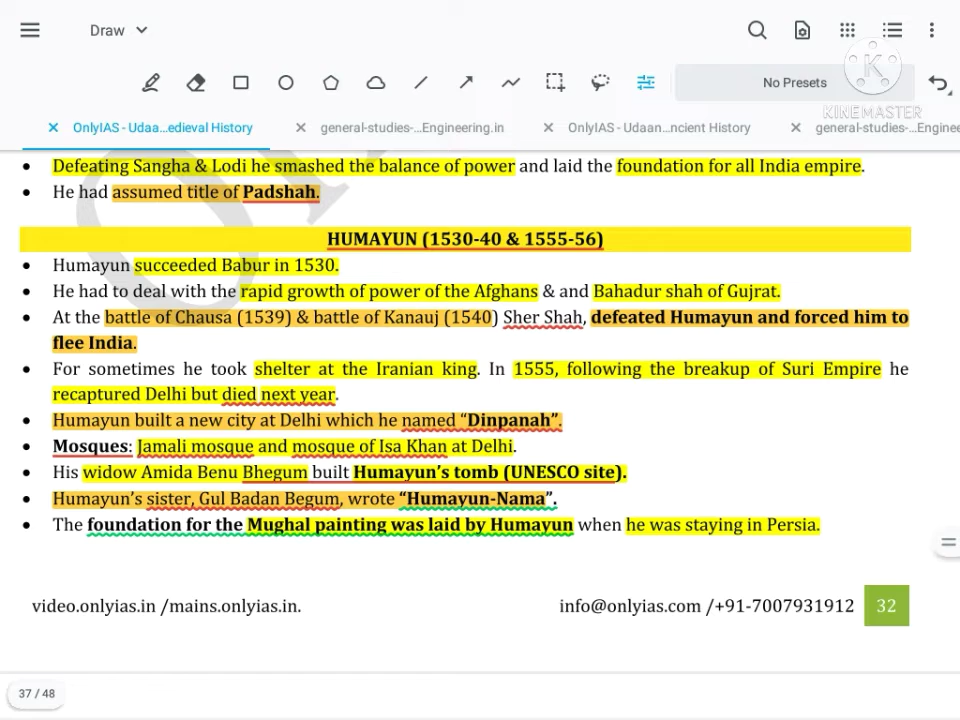 Draw
No Presets
KINEMASTER
OnlyIAS - Udaa...edieval History
general-studies-...Engineering.in
OnlyIAS - Udaan...ncient History
general-studies-...Engine
• Defeating Sangha & Lodi he smashed the balance of power and laid the foundation for all India empire.
• He had assumed title of Padshah.
HUMAYUN (1530-40 & 1555-56)
• Humayun succeeded Babur in 1530.
• He had to deal with the rapid growth of power of the Afghans & and Bahadur shah of Gujrat.
• At the battle of Chausa (1539) & battle of Kanauj (1540) Sher Shah, defeated Humayun and forced him to
flee India.
• For sometimes he took shelter at the Iranian king. In 1555, following the breakup of Suri Empire he
recaptured Delhi but died next year.
• Humayun built a new city at Delhi which he named “Dinpanah”.
• Mosques: Jamali mosque and mosque of Isa Khan at Delhi.
• His widow Amida Benu Bhegum built Humayun’s tomb (UNESCO site).
• Humayun’s sister, Gul Badan Begum, wrote “Humayun-Nama”.
• The foundation for the Mughal painting was laid by Humayun when he was staying in Persia.
video.onlyias.in /mains.onlyias.in.
info@onlyias.com /+91-7007931912
32
37 / 48